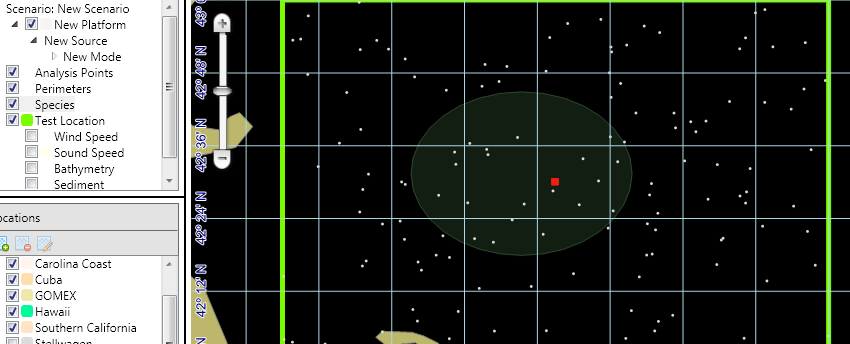 Scenario: New Scenario
New Platform
New Source
New Mode
Analysis Points
Perimeters
Species
Test Location
Wind Speed
Sound Speed
Bathymetry
Sediment
ocations
Carolina Coast
Cuba
GOMEX
Hawaii
Southern California
Stellwagen
43° 0
42° 48' N
42° 36' N
42° 24' N
42° 12' N
N